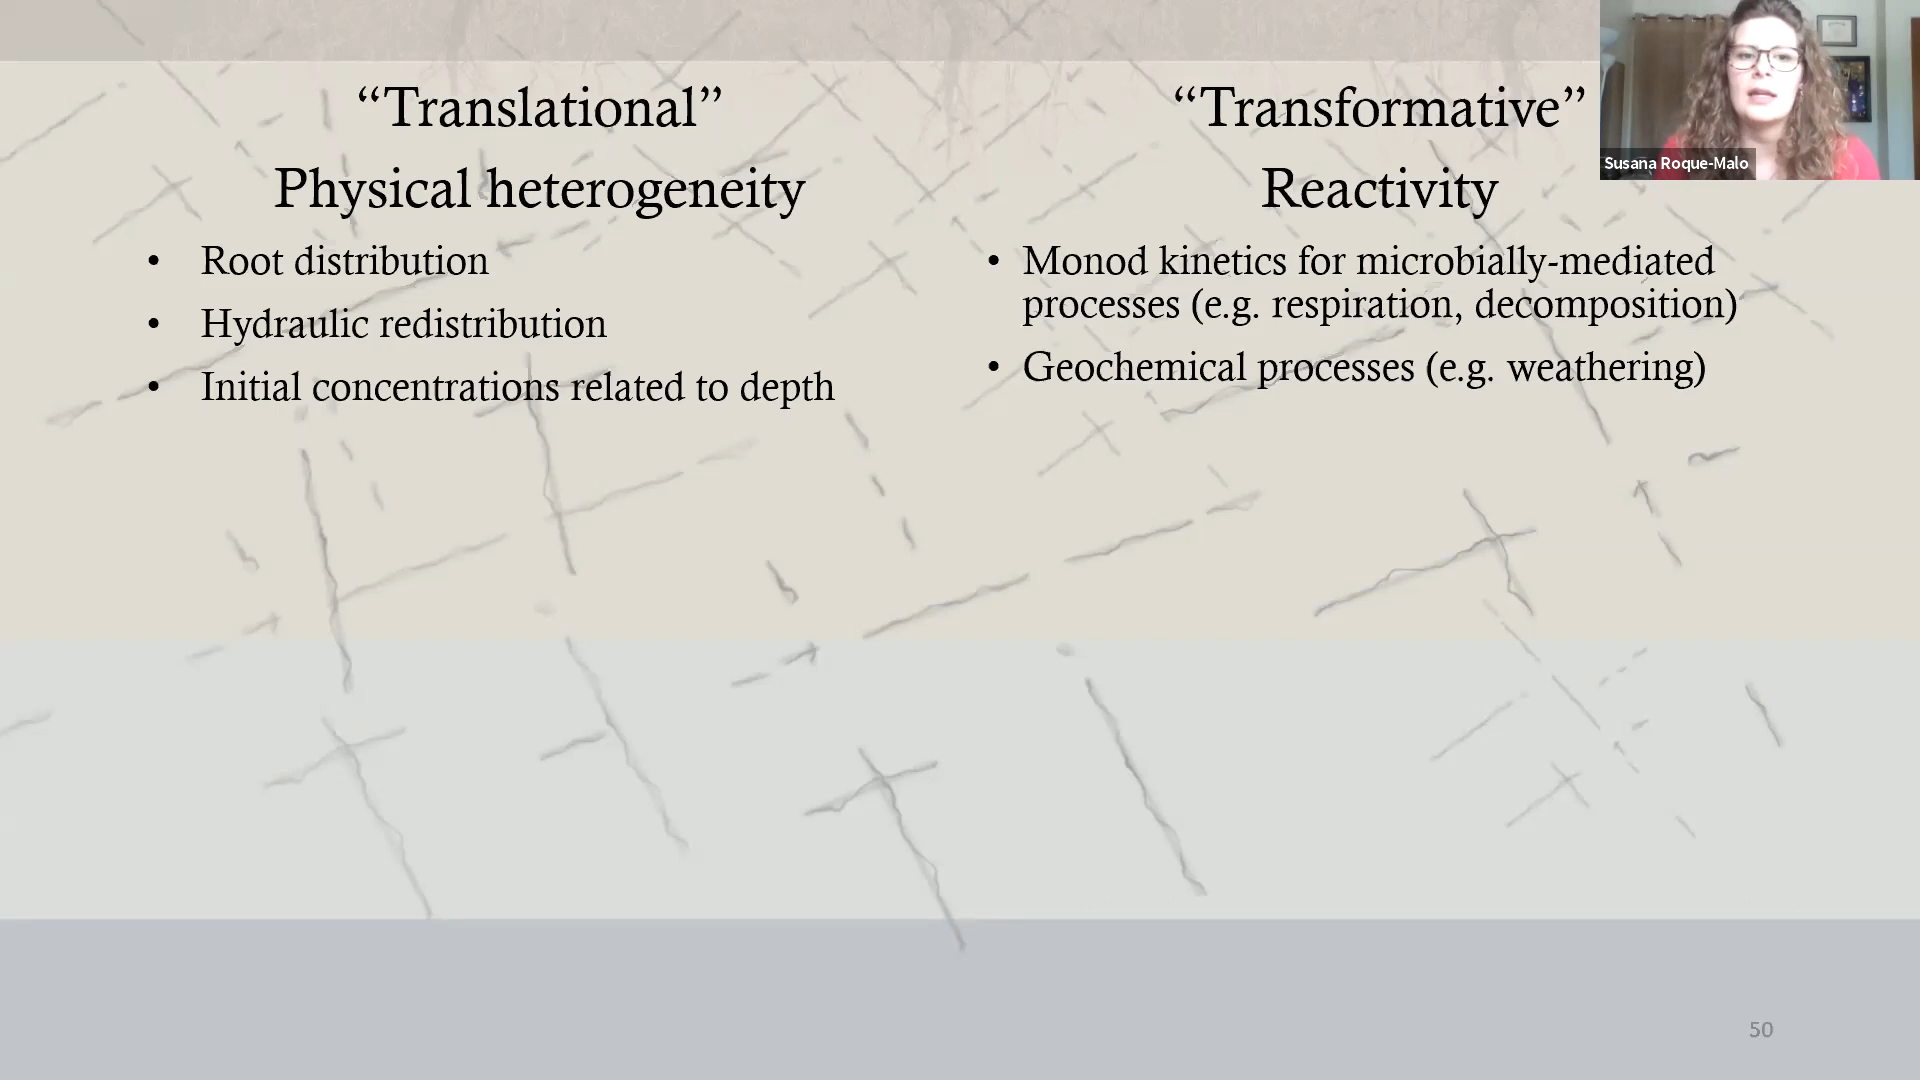 “Translational”
Physical heterogeneity
• Root distribution
• Hydraulic redistribution
• Initial concentrations related to depth
“Transformative”
Reactivity
• Monod kinetics for microbially-mediated
processes (e.g. respiration, decomposition)
• Geochemical processes (e.g. weathering)
Susana Roque-Malo
50